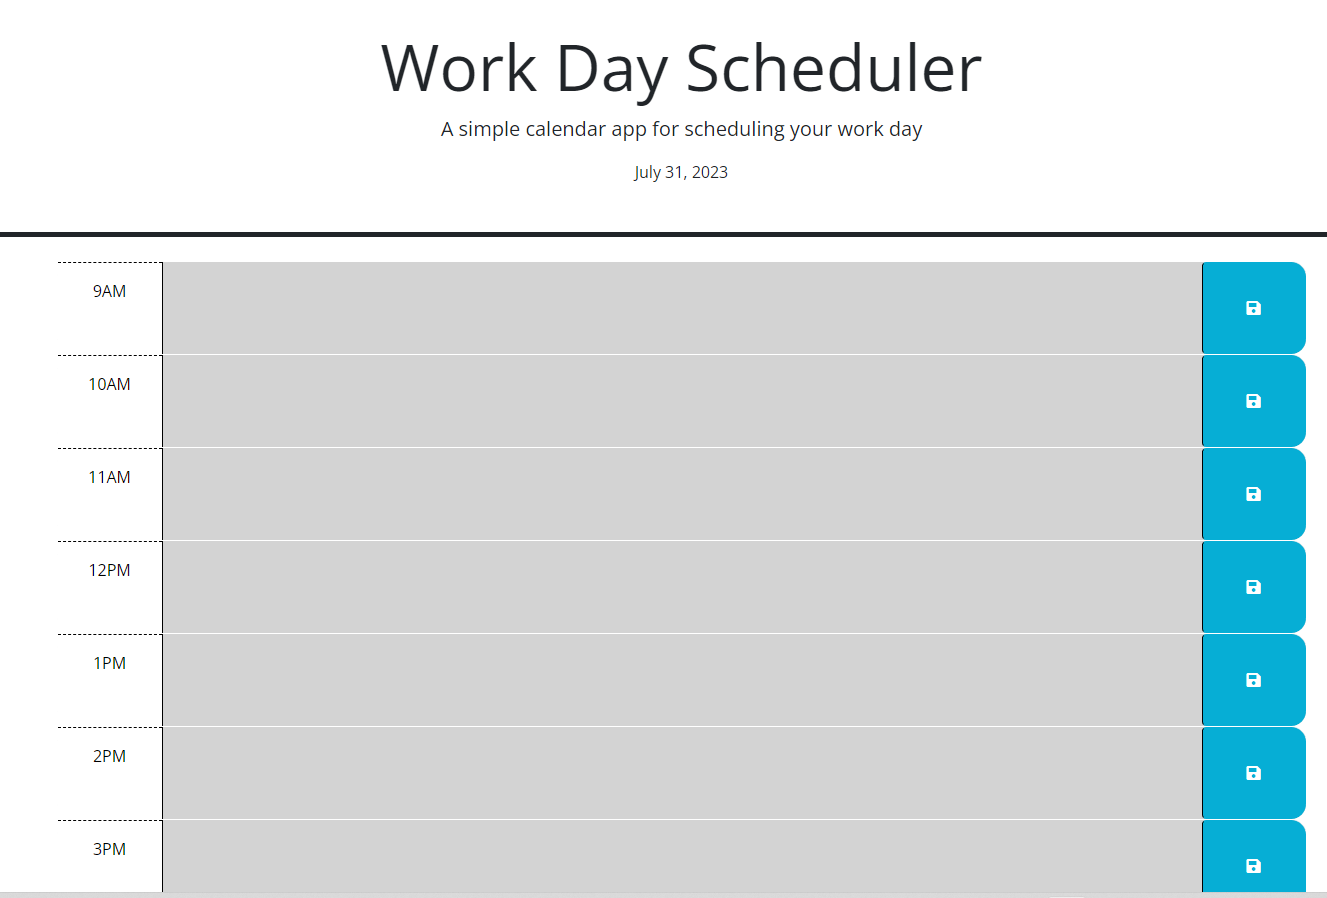 Work Day Scheduler
A simple calendar app for scheduling your work day
July 31, 2023
9AM
10AM
11AM
12PM
1PM
2PM
3PM